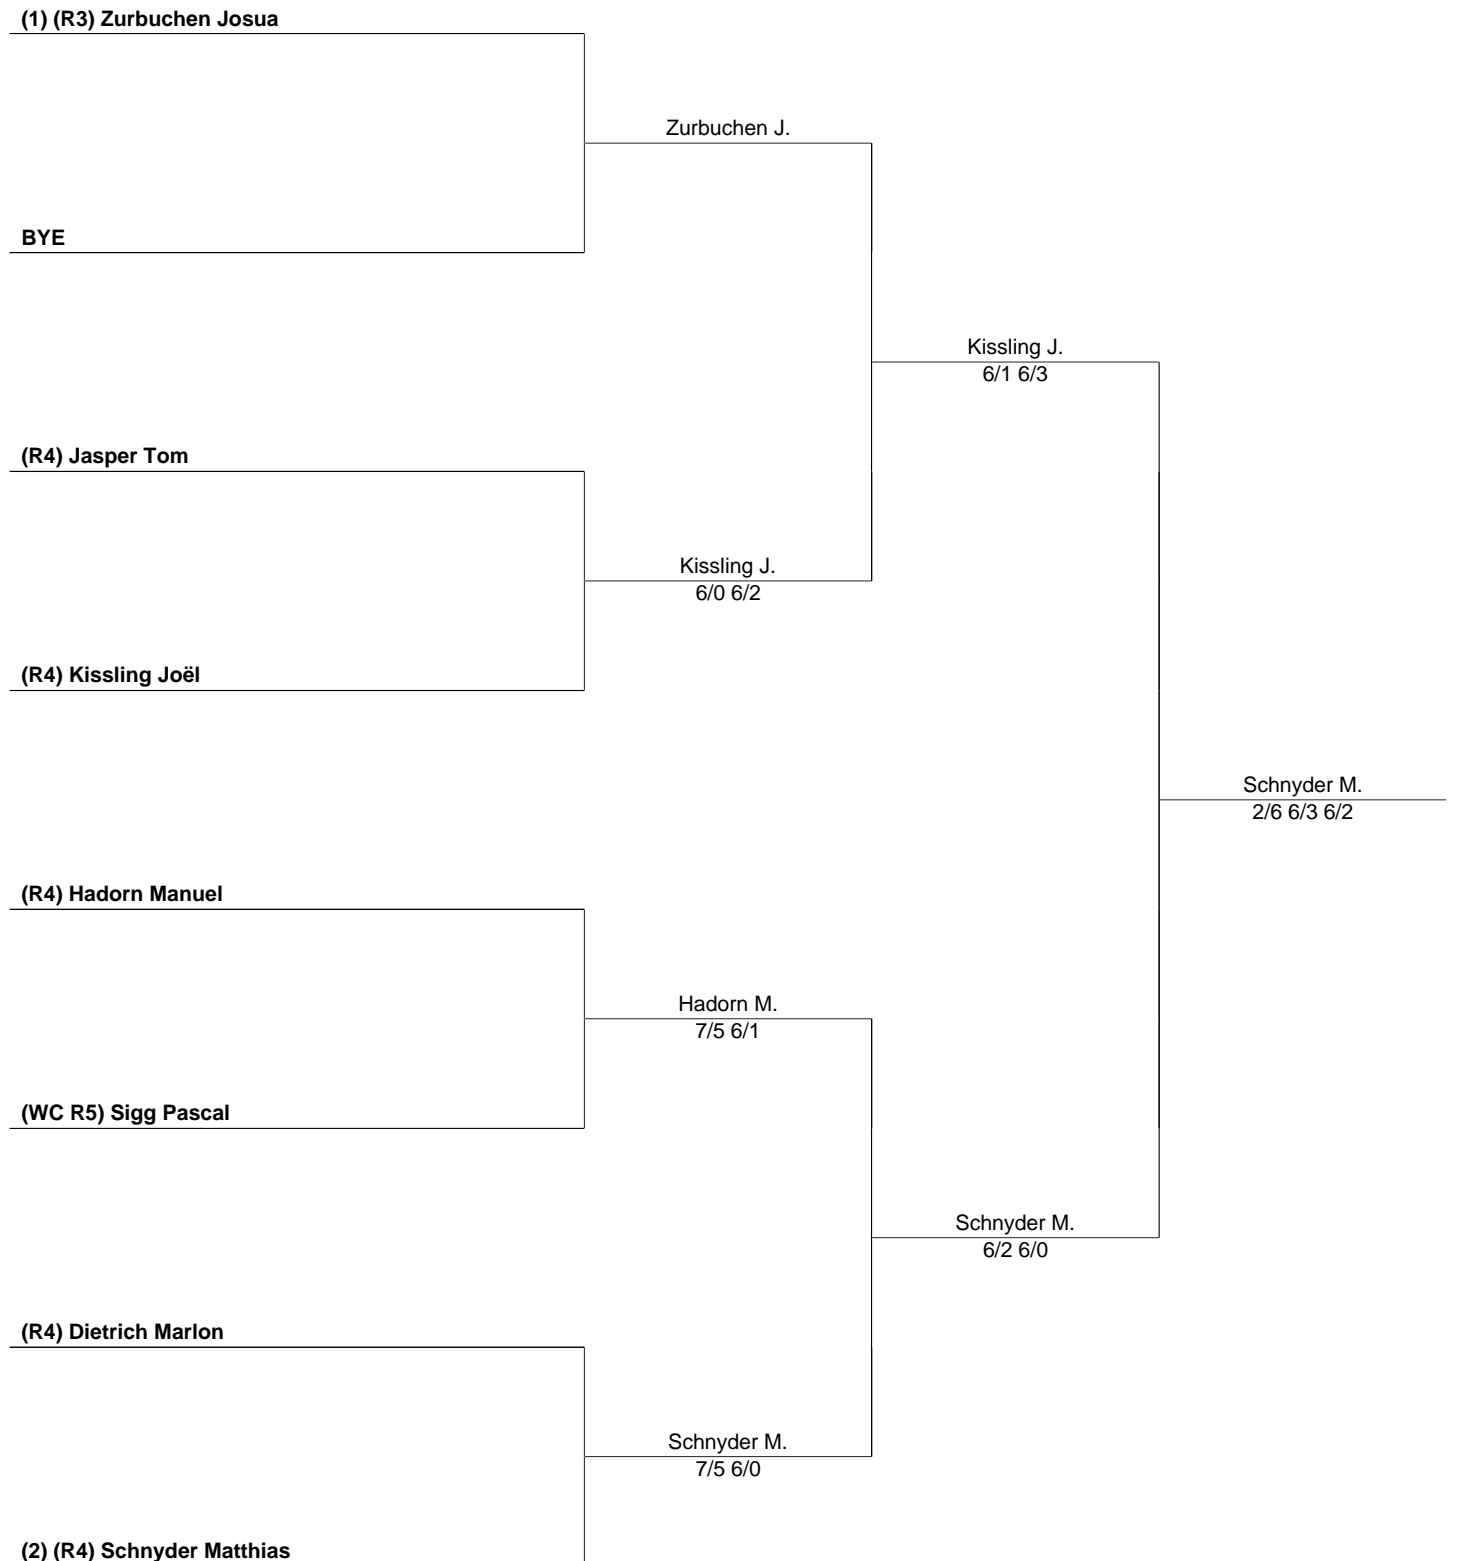 (1) (R3) Zurbuchen Josua
Zurbuchen J.
BYE
Kissling J.
6/1 6/3
(R4) Jasper Tom
Kissling J.
6/0 6/2
(R4) Kissling Joël
Schnyder M.
2/6 6/3 6/2
(R4) Hadorn Manuel
Hadorn M.
7/5 6/1
(WC R5) Sigg Pascal
Schnyder M.
6/2 6/0
(R4) Dietrich Marlon
Schnyder M.
7/5 6/0
(2) (R4) Schnyder Matthias